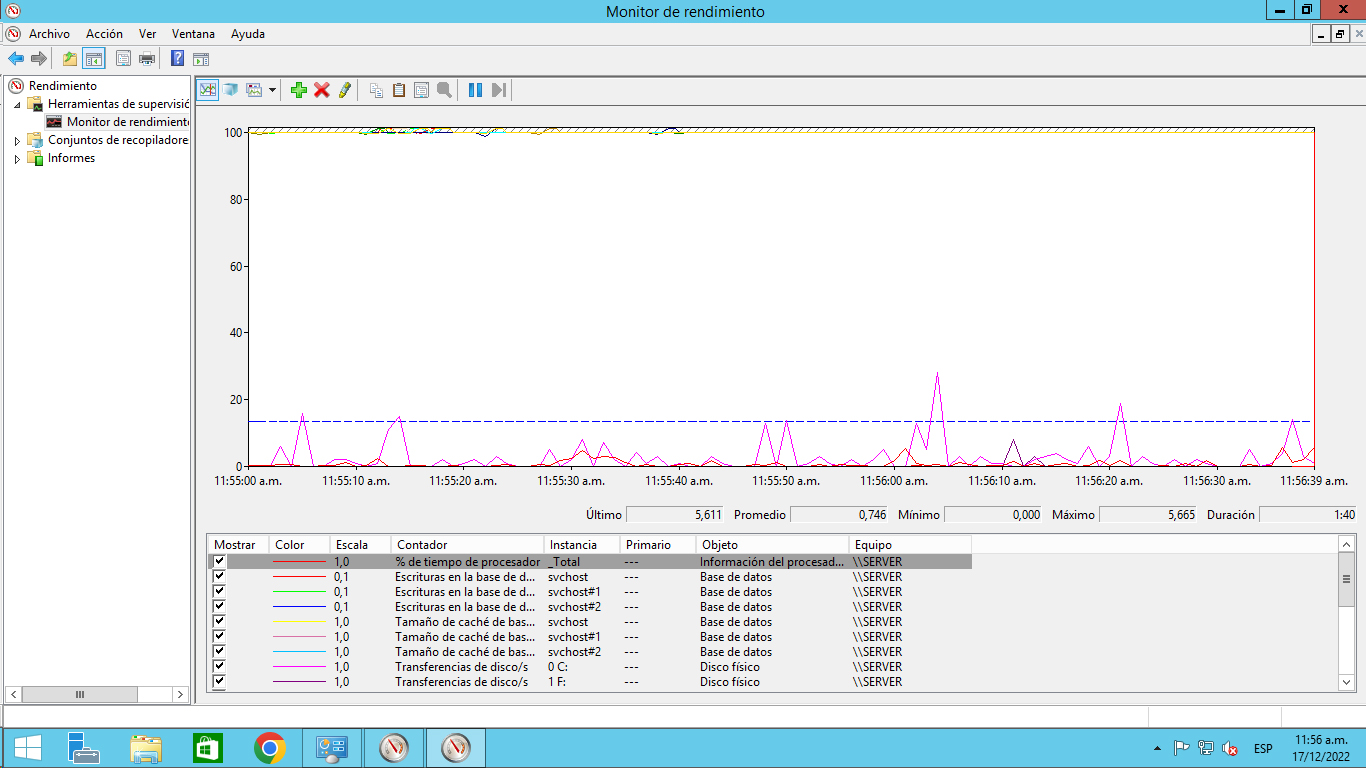 Monitor de rendimiento
Archivo Acción Ver Ventana Ayuda
Rendimiento
Herramientas de supervisió
Monitor de rendimiento
Conjuntos de recopiladore
Informes
100
80
60
40
20
0
11:55:00 a.m. 11:55:10 a.m. 11:55:20 a.m. 11:55:30 a.m. 11:55:40 a.m. 11:55:50 a.m. 11:56:00 a.m. 11:56:10 a.m. 11:56:20 a.m. 11:56:30 a.m. 11:56:39 a.m.
Último 5,611 Promedio 0,746 Mínimo 0,000 Máximo 5,665 Duración 1:40
Mostrar Color Escala Contador Instancia Primario Objeto Equipo
1,0 % de tiempo de procesador _Total --- Información del procesad... \\SERVER
0,1 Escrituras en la base de d... svchost --- Base de datos \\SERVER
0,1 Escrituras en la base de d... svchost#1 --- Base de datos \\SERVER
0,1 Escrituras en la base de d... svchost#2 --- Base de datos \\SERVER
1,0 Tamaño de caché de bas... svchost --- Base de datos \\SERVER
1,0 Tamaño de caché de bas... svchost#1 --- Base de datos \\SERVER
1,0 Tamaño de caché de bas... svchost#2 --- Base de datos \\SERVER
1,0 Transferencias de disco/s 0 C: --- Disco físico \\SERVER
1,0 Transferencias de disco/s 1 F: --- Disco físico \\SERVER
ESP
11:56 a.m.
17/12/2022